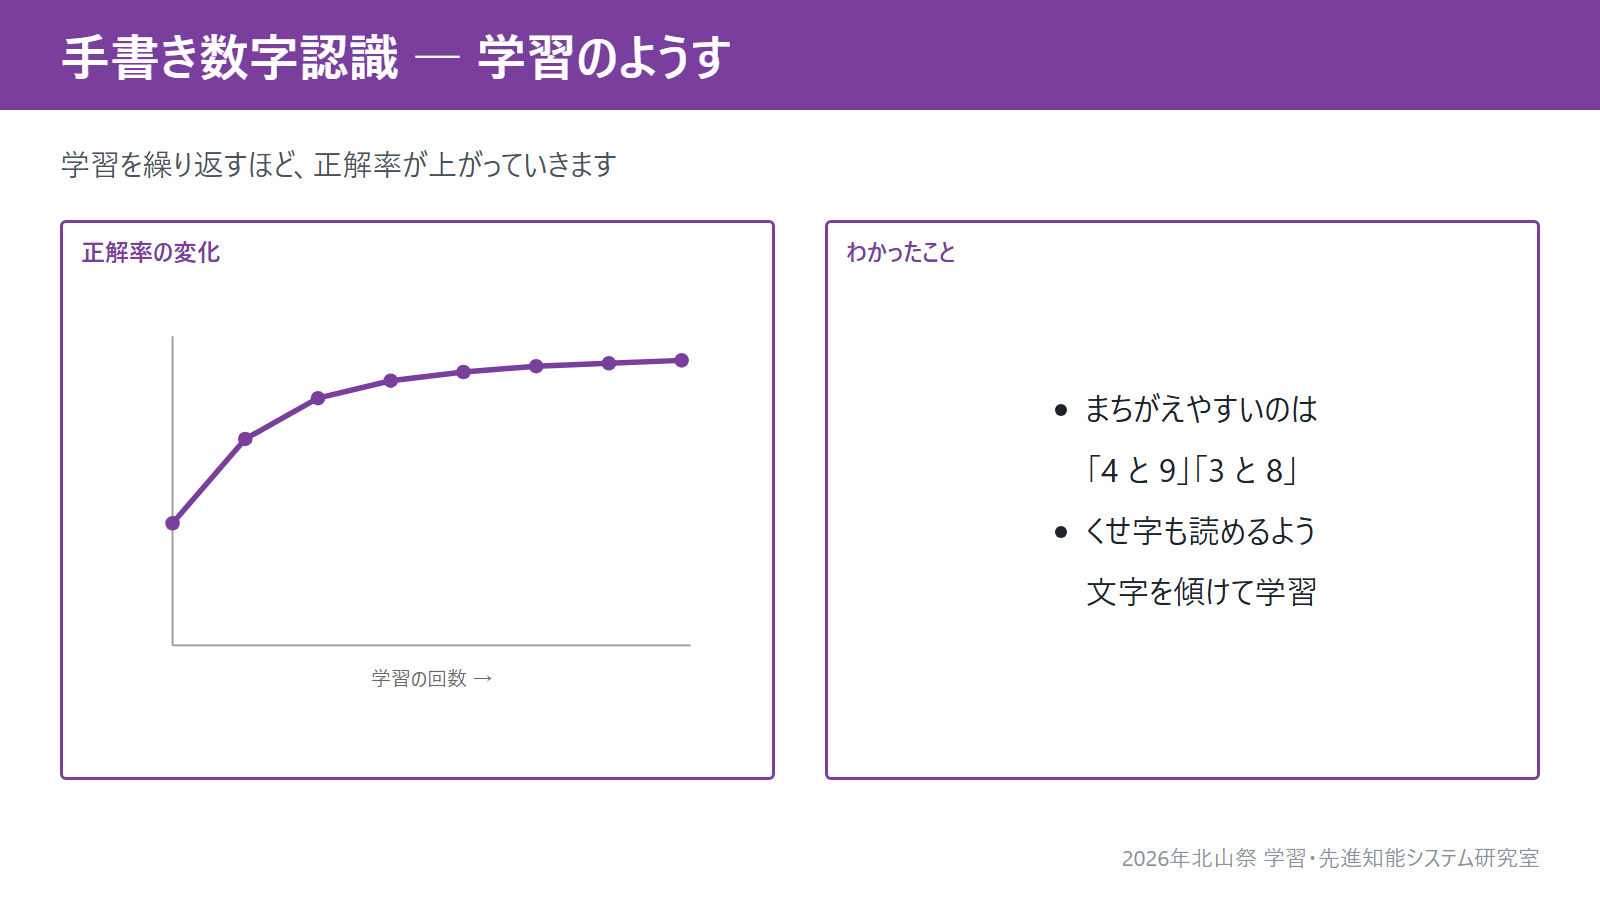 手書き数字認識 — 学習のようす
学習を繰り返すほど、正解率が上がっていきます
正解率の変化
学習の回数 →
わかったこと
• まちがえやすいのは
「4 と 9」「3 と 8」
• くせ字も読めるよう
文字を傾けて学習
2026年北山祭 学習・先進知能システム研究室